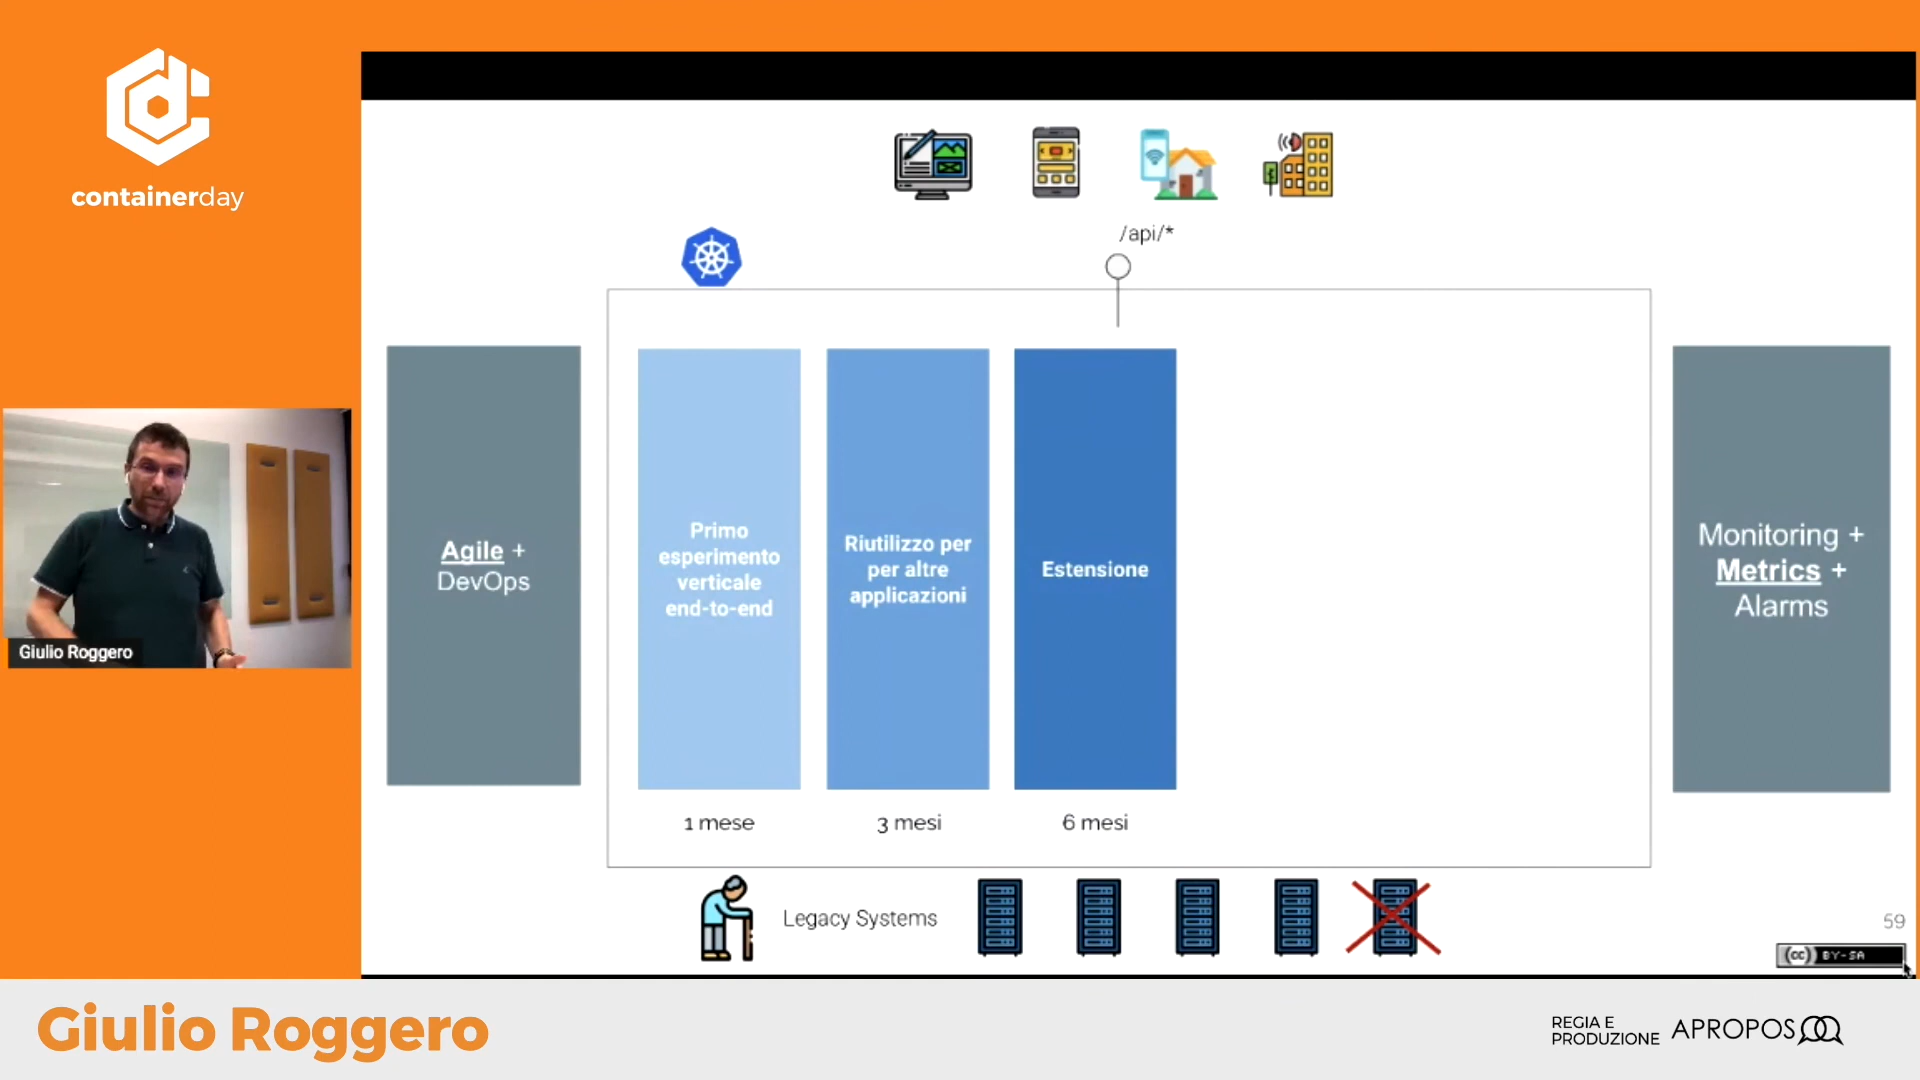 containerday
/api/*
Agile +
DevOps
Primo
esperimento
verticale
end-to-end
Riutilizzo per
per altre
applicazioni
Estensione
Monitoring +
Metrics +
Alarms
1 mese
3 mesi
6 mesi
Legacy Systems
59
cc BY-SA
Giulio Roggero
Giulio Roggero
REGIA E
PRODUZIONE
APROPOS